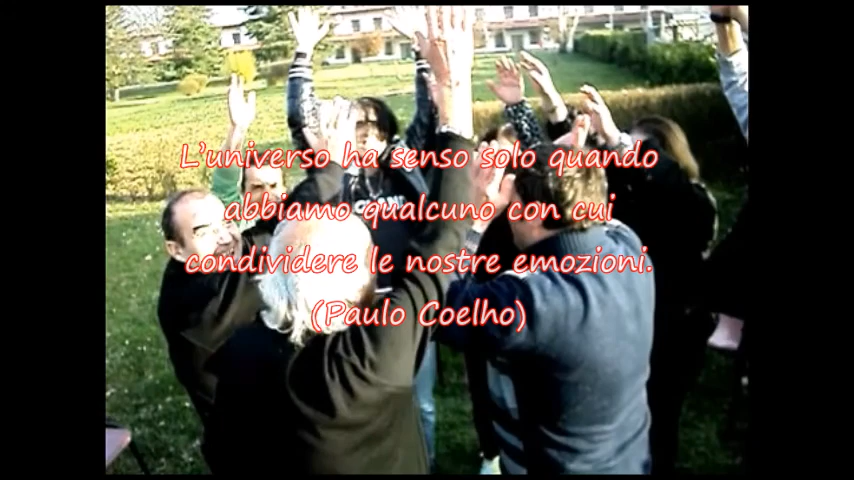 L'universo ha senso solo quando
abbiamo qualcuno con cui
condividere le nostre emozioni.
(Paulo Coelho)